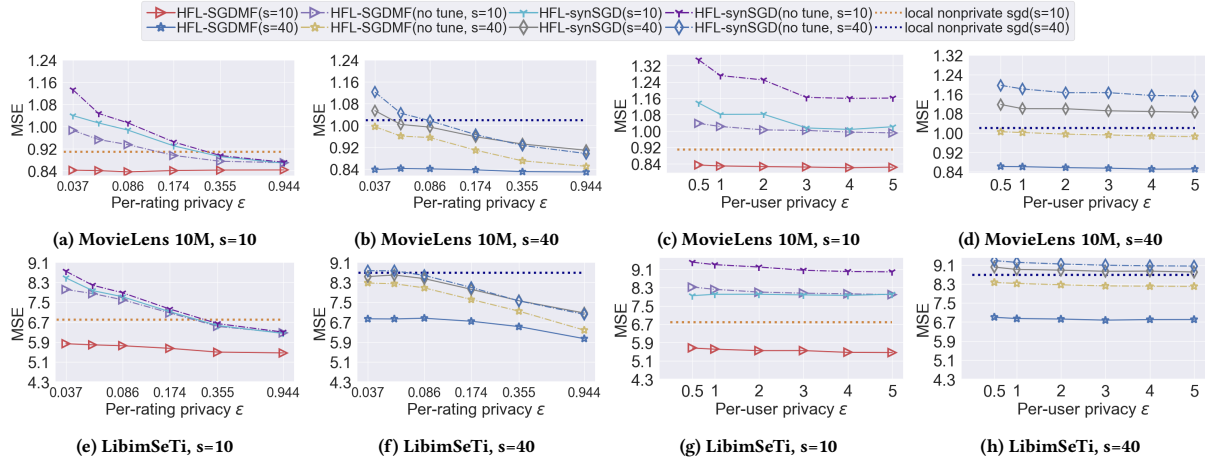 HFL-SGDMF(s=10) HFL-SGDMF(no tune, s=10) HFL-synSGD(s=10) HFL-synSGD(no tune, s=10) local nonprivate sgd(s=10)
HFL-SGDMF(s=40) HFL-SGDMF(no tune, s=40) HFL-synSGD(s=40) HFL-synSGD(no tune, s=40) local nonprivate sgd(s=40)
MSE
1.24
1.16
1.08
1.00
0.92
0.84
0.037 0.086 0.174 0.355 0.944
Per-rating privacy ε
(a) MovieLens 10M, s=10
MSE
1.24
1.16
1.08
1.00
0.92
0.84
0.037 0.086 0.174 0.355 0.944
Per-rating privacy ε
(b) MovieLens 10M, s=40
MSE
1.32
1.24
1.16
1.08
1.00
0.92
0.84
0.5 1 2 3 4 5
Per-user privacy ε
(c) MovieLens 10M, s=10
MSE
1.32
1.24
1.16
1.08
1.00
0.92
0.84
0.5 1 2 3 4 5
Per-user privacy ε
(d) MovieLens 10M, s=40
MSE
9.1
8.3
7.5
6.7
5.9
5.1
4.3
0.037 0.086 0.174 0.355 0.944
Per-rating privacy ε
(e) LibimSeTi, s=10
MSE
9.1
8.3
7.5
6.7
5.9
5.1
4.3
0.037 0.086 0.174 0.355 0.944
Per-rating privacy ε
(f) LibimSeTi, s=40
MSE
9.1
8.3
7.5
6.7
5.9
5.1
4.3
0.5 1 2 3 4 5
Per-user privacy ε
(g) LibimSeTi, s=10
MSE
9.1
8.3
7.5
6.7
5.9
5.1
4.3
0.5 1 2 3 4 5
Per-user privacy ε
(h) LibimSeTi, s=40